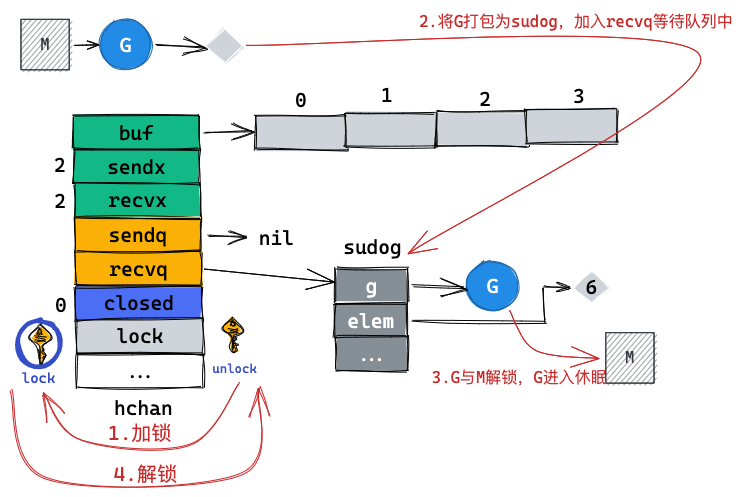 2.将G打包为sudog，加入recvq等待队列中
M
G
0
1
2
3
buf
2
sendx
2
recvx
sendq
nil
recvq
sudog
0
closed
g
G
6
lock
elem
...
lock
unlock
M
...
3.G与M解锁，G进入休眠
hchan
1.加锁
4.解锁